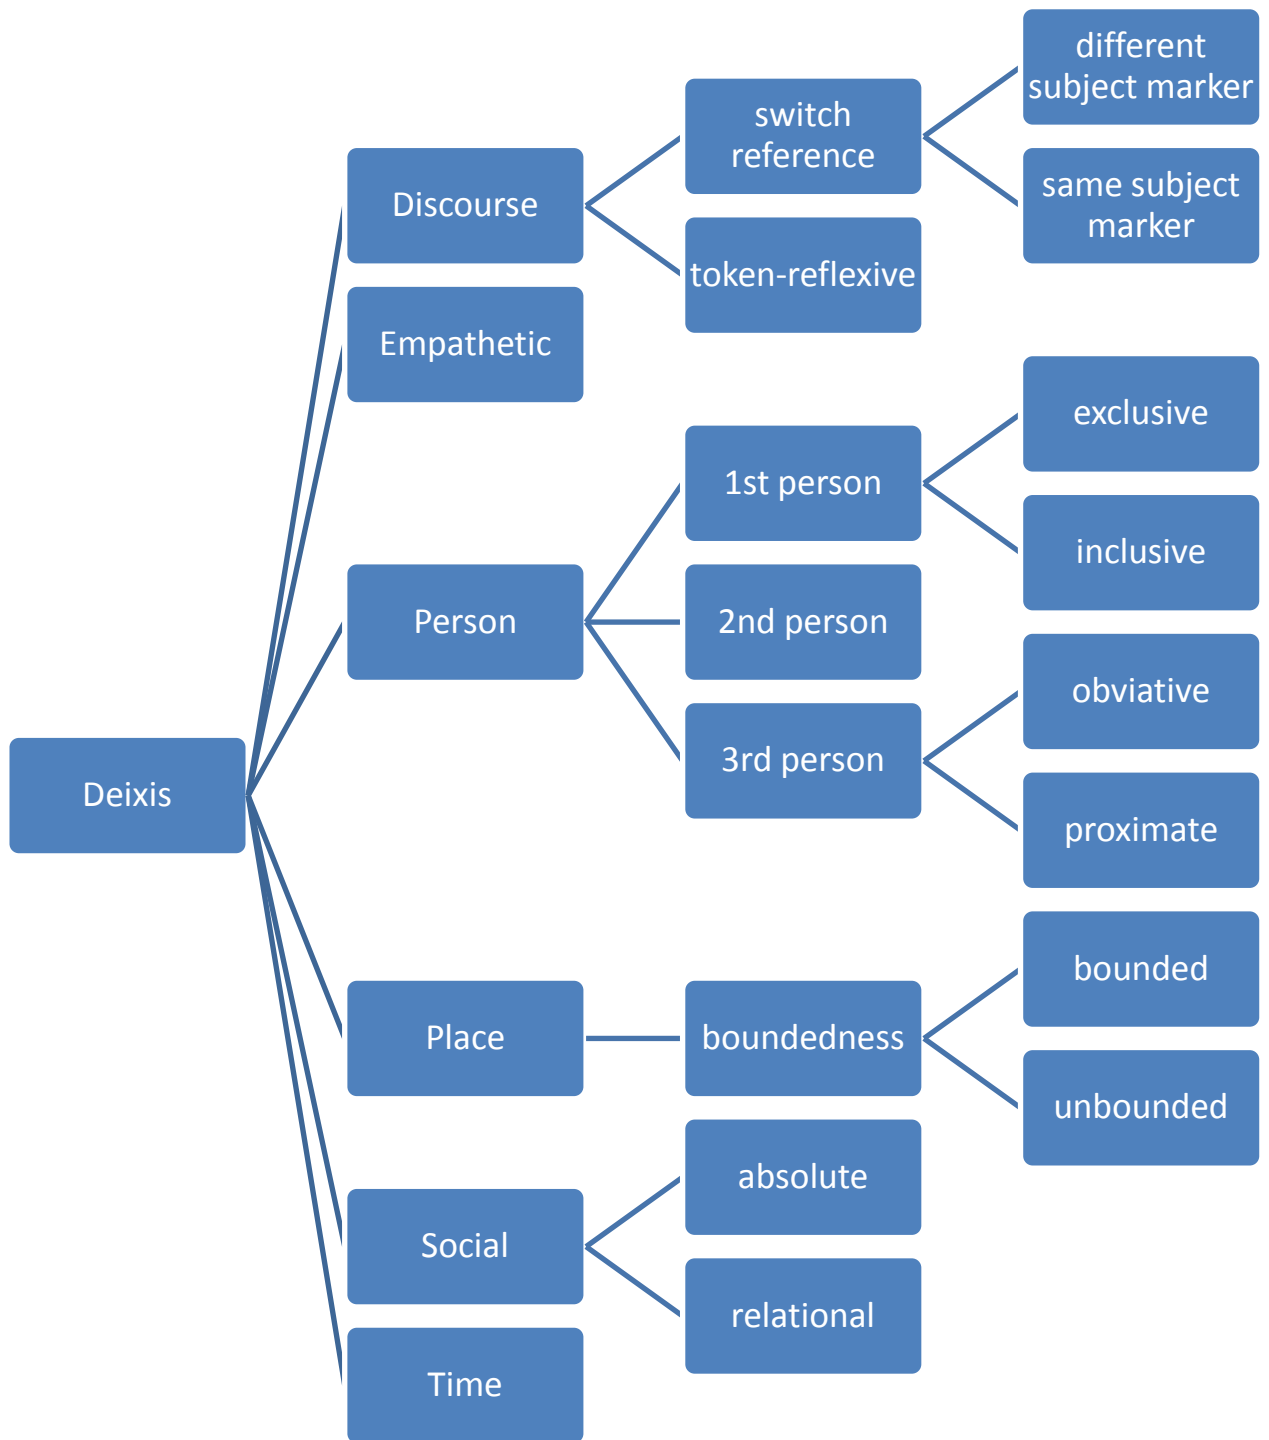 Deixis
Discourse
switch
reference
different
subject marker
same subject
marker
token-reflexive
Empathetic
Person
1st person
exclusive
inclusive
2nd person
3rd person
obviative
proximate
Place
boundedness
bounded
unbounded
Social
absolute
relational
Time